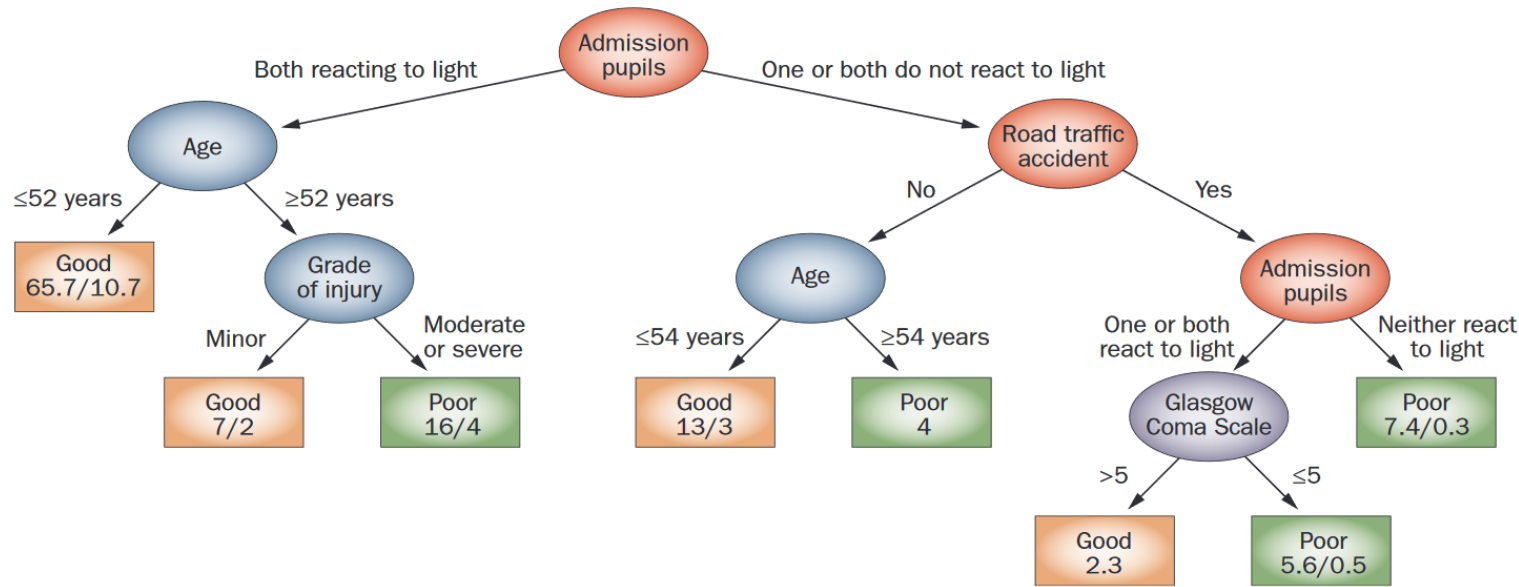 Admission
pupils
Both reacting to light
One or both do not react to light
Age
Road traffic
accident
≤52 years
≥52 years
No
Yes
Good
65.7/10.7
Grade
of injury
Age
Admission
pupils
Minor
Moderate
or severe
≤54 years
≥54 years
One or both
react to light
Neither react
to light
Good
7/2
Poor
16/4
Good
13/3
Poor
4
Glasgow
Coma Scale
Poor
7.4/0.3
>5
≤5
Good
2.3
Poor
5.6/0.5